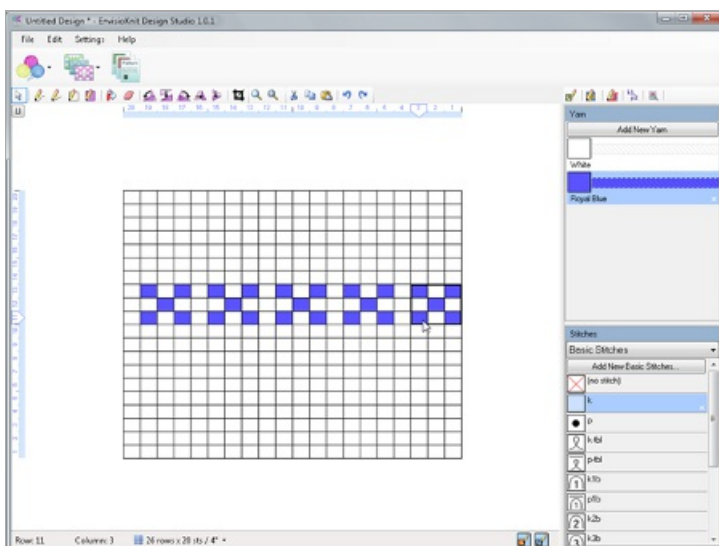 Untitled Design * - EnvisioKnit Design Studio 1.0.1
File Edit Settings Help
Yarn
Add New Yarn
White
Royal Blue
Stitches
Basic Stitches
Add New Basic Stitches...
(no stitch)
k
p
k-tbl
p-tbl
k1b
p1b
k2b
k3b
Row: 11 Column: 3 26 rows x 28 sts / 4"